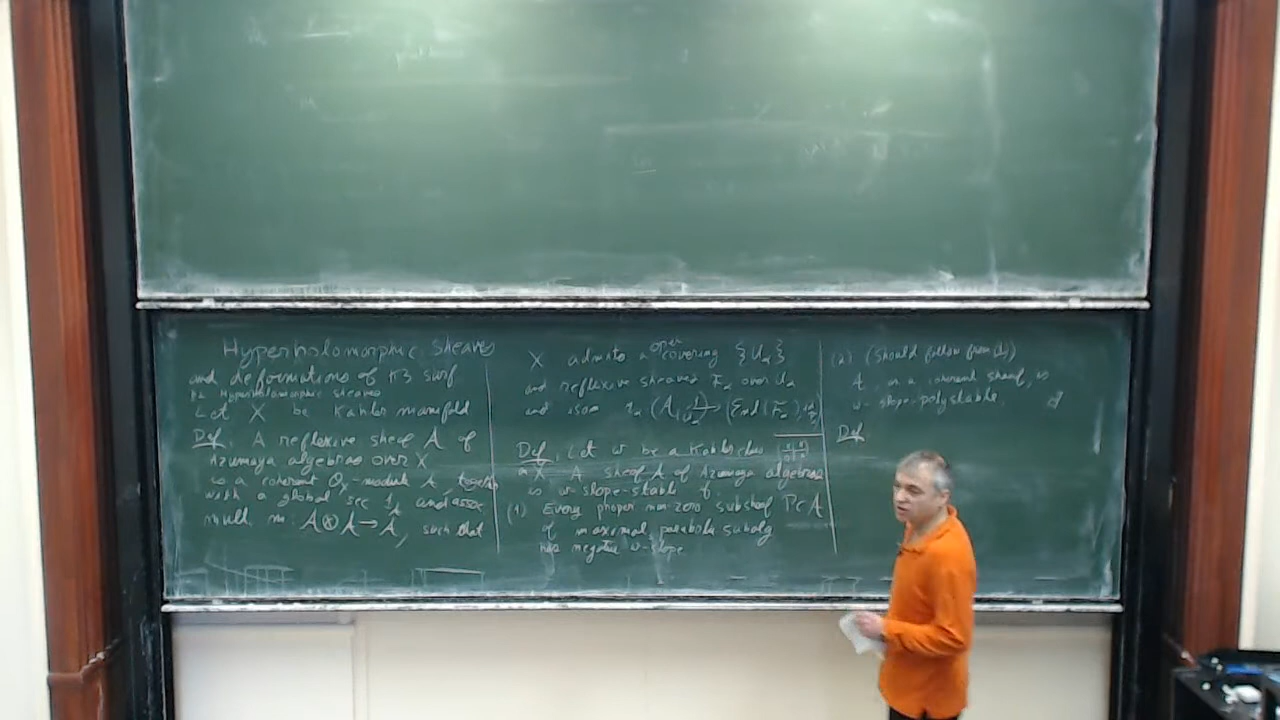 Hyperholomorphic Sheaves
and deformations of K3 surf
Hyperholomorphic sheaves
Let X be Kahler manifold
Def. A reflexive sheaf A of
Azumaya algebras over X
is a coherent O_X-module A together
with a global sec 1_A and assoc
mult m: A⊗A→A, such that
X admits a open covering {U_α}
and reflexive sheaves F_α over U_α
and isom
Def. Let ω be a Kahler class
on X. A sheaf A of Azumaya algebras
is ω-slope-stable if
(1) Every proper non-zero subsheaf P⊂A
of maximal parabolic subalg
has negative ω-slope
(2) (Should follow from (1))
A, as a coherent sheaf, is
ω-slope-polystable.
Def